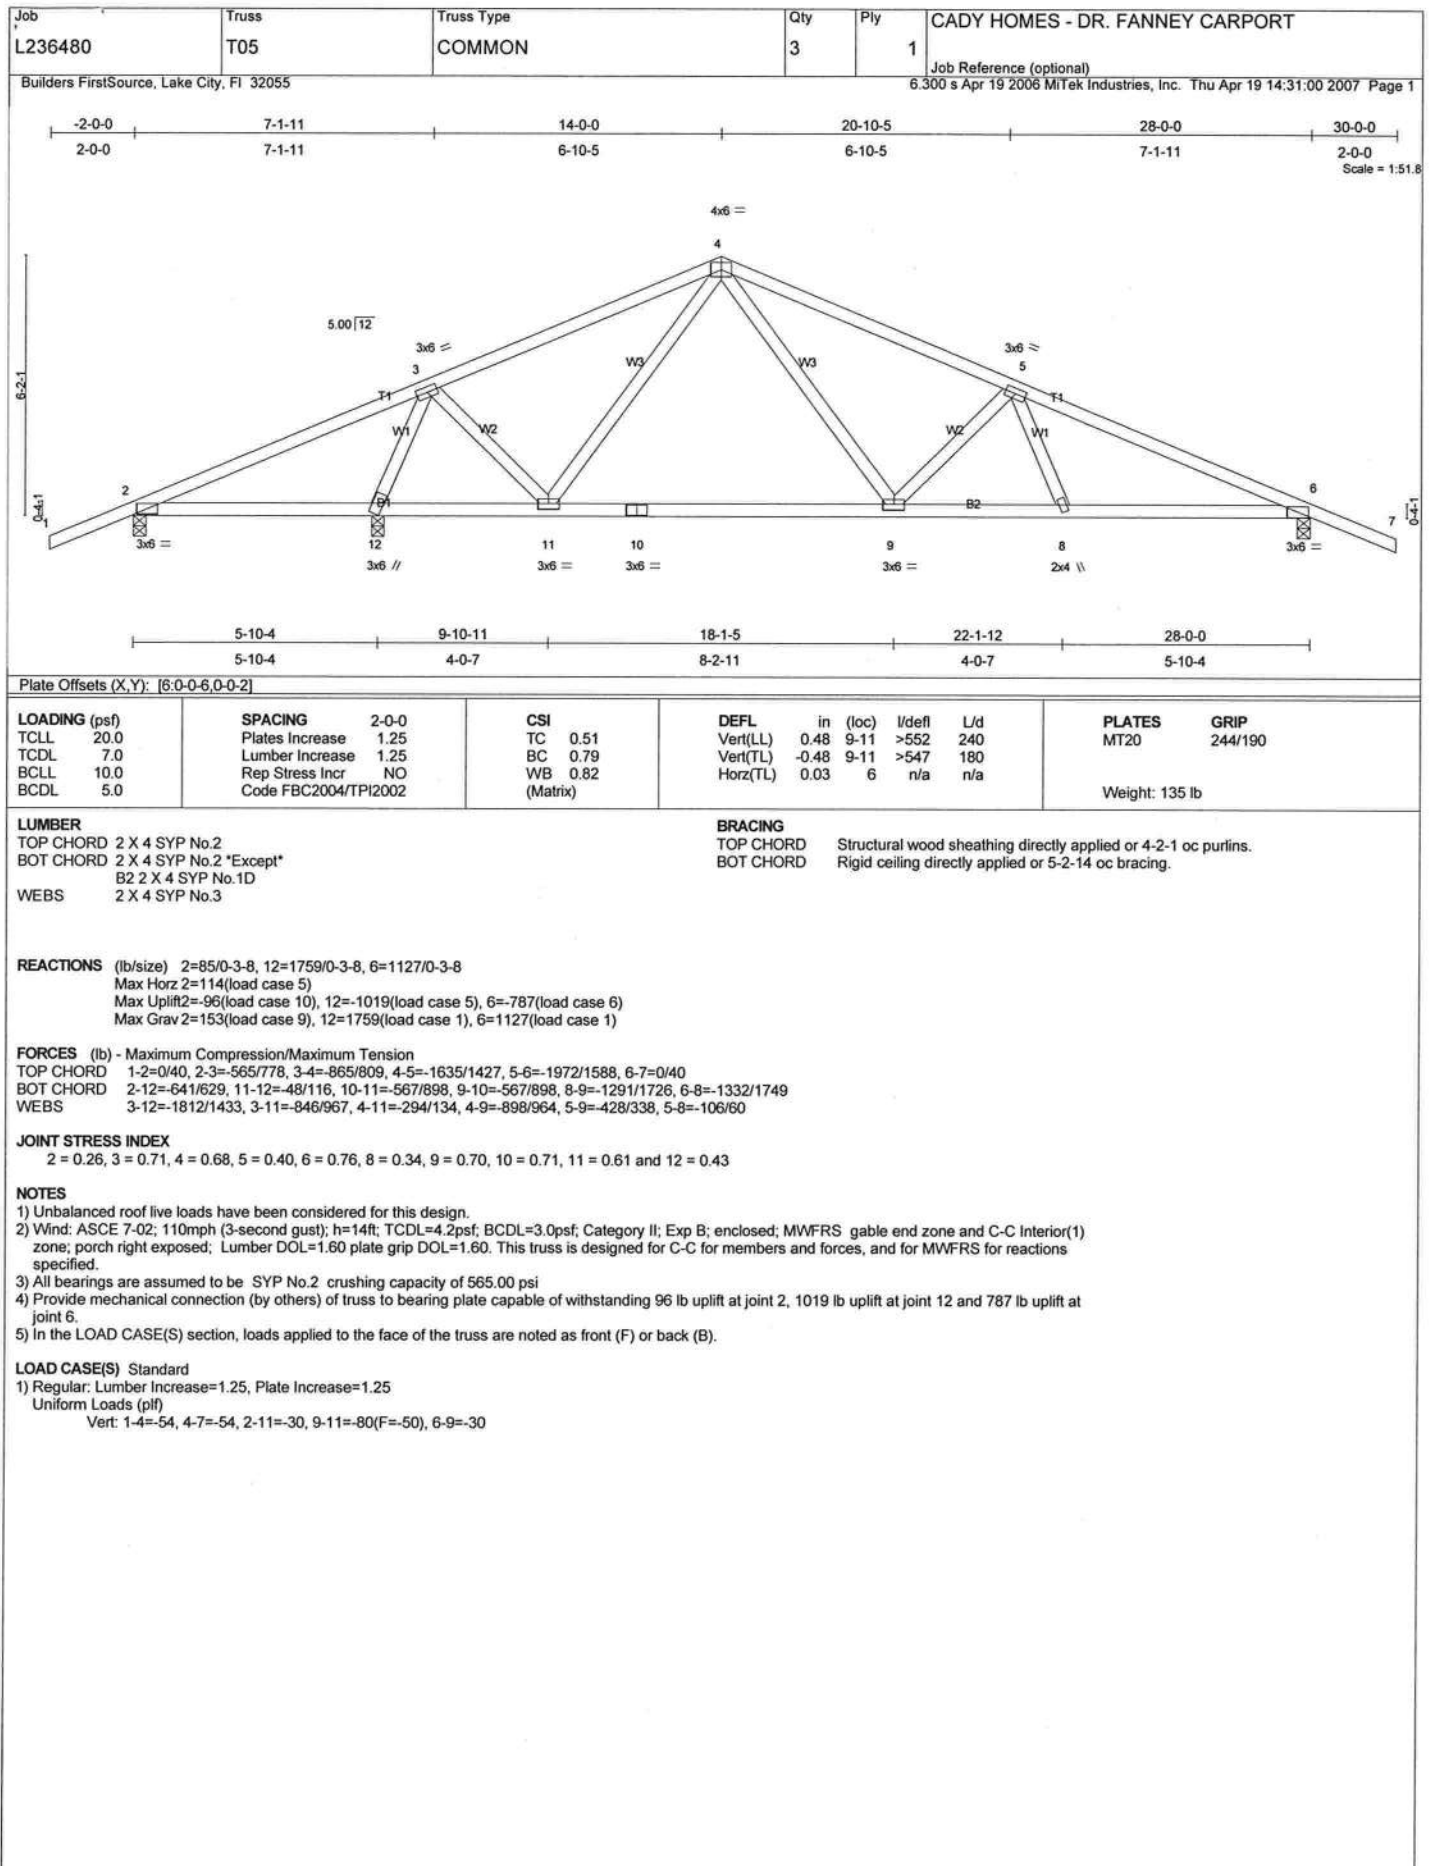 Job Truss Truss Type Qty Ply CADY HOMES - DR. FANNEY CARPORT
L236480 T05 COMMON 3 1
Job Reference (optional)
Builders FirstSource, Lake City, Fl 32055 6.300 s Apr 19 2006 MiTek Industries, Inc. Thu Apr 19 14:31:00 2007 Page 1
-2-0-0 7-1-11 14-0-0 20-10-5 28-0-0 30-0-0
2-0-0 7-1-11 6-10-5 6-10-5 7-1-11 2-0-0
Scale = 1:51.8
4x6 =
4
5.00 12
3x6 = 3x6 =
3 5
W3 W3
6-2-1
T1 T1
W1 W2 W2 W1
2 6
0-4-1 1 B1 B2 7 0-4-1
3x6 = 12 11 10 9 8 3x6 =
3x6 // 3x6 = 3x6 = 3x6 = 2x4 \\
5-10-4 9-10-11 18-1-5 22-1-12 28-0-0
5-10-4 4-0-7 8-2-11 4-0-7 5-10-4
Plate Offsets (X,Y): [6:0-0-6,0-0-2]
LOADING (psf) SPACING 2-0-0 CSI DEFL in (loc) l/defl L/d PLATES GRIP
TCLL 20.0 Plates Increase 1.25 TC 0.51 Vert(LL) 0.48 9-11 >552 240 MT20 244/190
TCDL 7.0 Lumber Increase 1.25 BC 0.79 Vert(TL) -0.48 9-11 >547 180
BCLL 10.0 Rep Stress Incr NO WB 0.82 Horz(TL) 0.03 6 n/a n/a
BCDL 5.0 Code FBC2004/TPI2002 (Matrix) Weight: 135 lb
LUMBER BRACING
TOP CHORD 2 X 4 SYP No.2 TOP CHORD Structural wood sheathing directly applied or 4-2-1 oc purlins.
BOT CHORD 2 X 4 SYP No.2 *Except* BOT CHORD Rigid ceiling directly applied or 5-2-14 oc bracing.
B2 2 X 4 SYP No.1D
WEBS 2 X 4 SYP No.3
REACTIONS (lb/size) 2=85/0-3-8, 12=1759/0-3-8, 6=1127/0-3-8
Max Horz 2=114(load case 5)
Max Uplift2=-96(load case 10), 12=-1019(load case 5), 6=-787(load case 6)
Max Grav 2=153(load case 9), 12=1759(load case 1), 6=1127(load case 1)
FORCES (lb) - Maximum Compression/Maximum Tension
TOP CHORD 1-2=0/40, 2-3=-565/778, 3-4=-865/809, 4-5=-1635/1427, 5-6=-1972/1588, 6-7=0/40
BOT CHORD 2-12=-641/629, 11-12=-48/116, 10-11=-567/898, 9-10=-567/898, 8-9=-1291/1726, 6-8=-1332/1749
WEBS 3-12=-1812/1433, 3-11=-846/967, 4-11=-294/134, 4-9=-898/964, 5-9=-428/338, 5-8=-106/60
JOINT STRESS INDEX
2 = 0.26, 3 = 0.71, 4 = 0.68, 5 = 0.40, 6 = 0.76, 8 = 0.34, 9 = 0.70, 10 = 0.71, 11 = 0.61 and 12 = 0.43
NOTES
1) Unbalanced roof live loads have been considered for this design.
2) Wind: ASCE 7-02; 110mph (3-second gust); h=14ft; TCDL=4.2psf; BCDL=3.0psf; Category II; Exp B; enclosed; MWFRS gable end zone and C-C Interior(1)
zone; porch right exposed; Lumber DOL=1.60 plate grip DOL=1.60. This truss is designed for C-C for members and forces, and for MWFRS for reactions
specified.
3) All bearings are assumed to be SYP No.2 crushing capacity of 565.00 psi
4) Provide mechanical connection (by others) of truss to bearing plate capable of withstanding 96 lb uplift at joint 2, 1019 lb uplift at joint 12 and 787 lb uplift at
joint 6.
5) In the LOAD CASE(S) section, loads applied to the face of the truss are noted as front (F) or back (B).
LOAD CASE(S) Standard
1) Regular: Lumber Increase=1.25, Plate Increase=1.25
Uniform Loads (plf)
Vert: 1-4=-54, 4-7=-54, 2-11=-30, 9-11=-80(F=-50), 6-9=-30